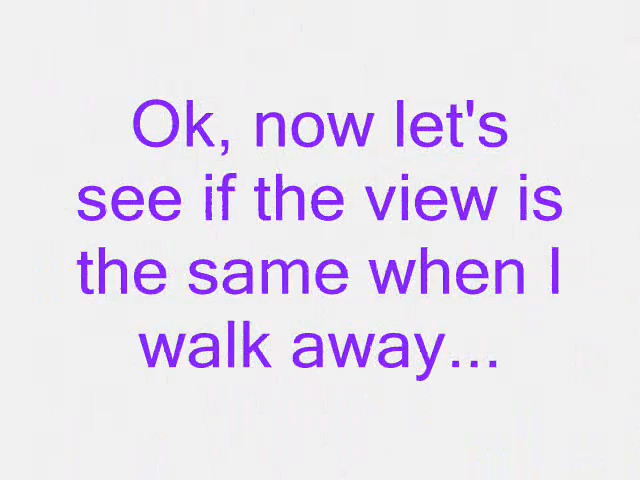 Ok, now let's
see if the view is
the same when I
walk away...